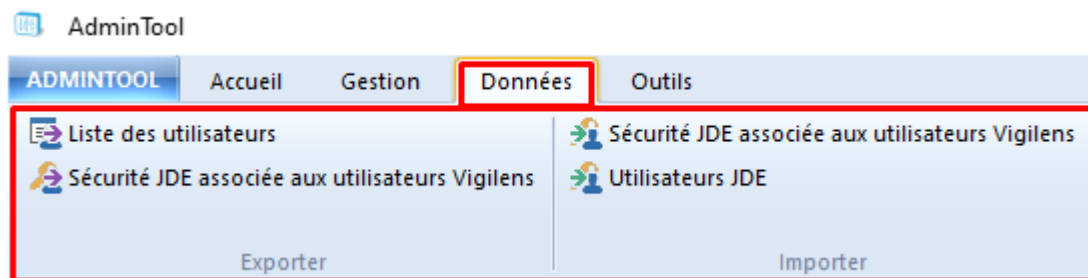 AdminTool
ADMINTOOL Accueil Gestion Données Outils
Liste des utilisateurs
Sécurité JDE associée aux utilisateurs Vigilens
Exporter
Sécurité JDE associée aux utilisateurs Vigilens
Utilisateurs JDE
Importer